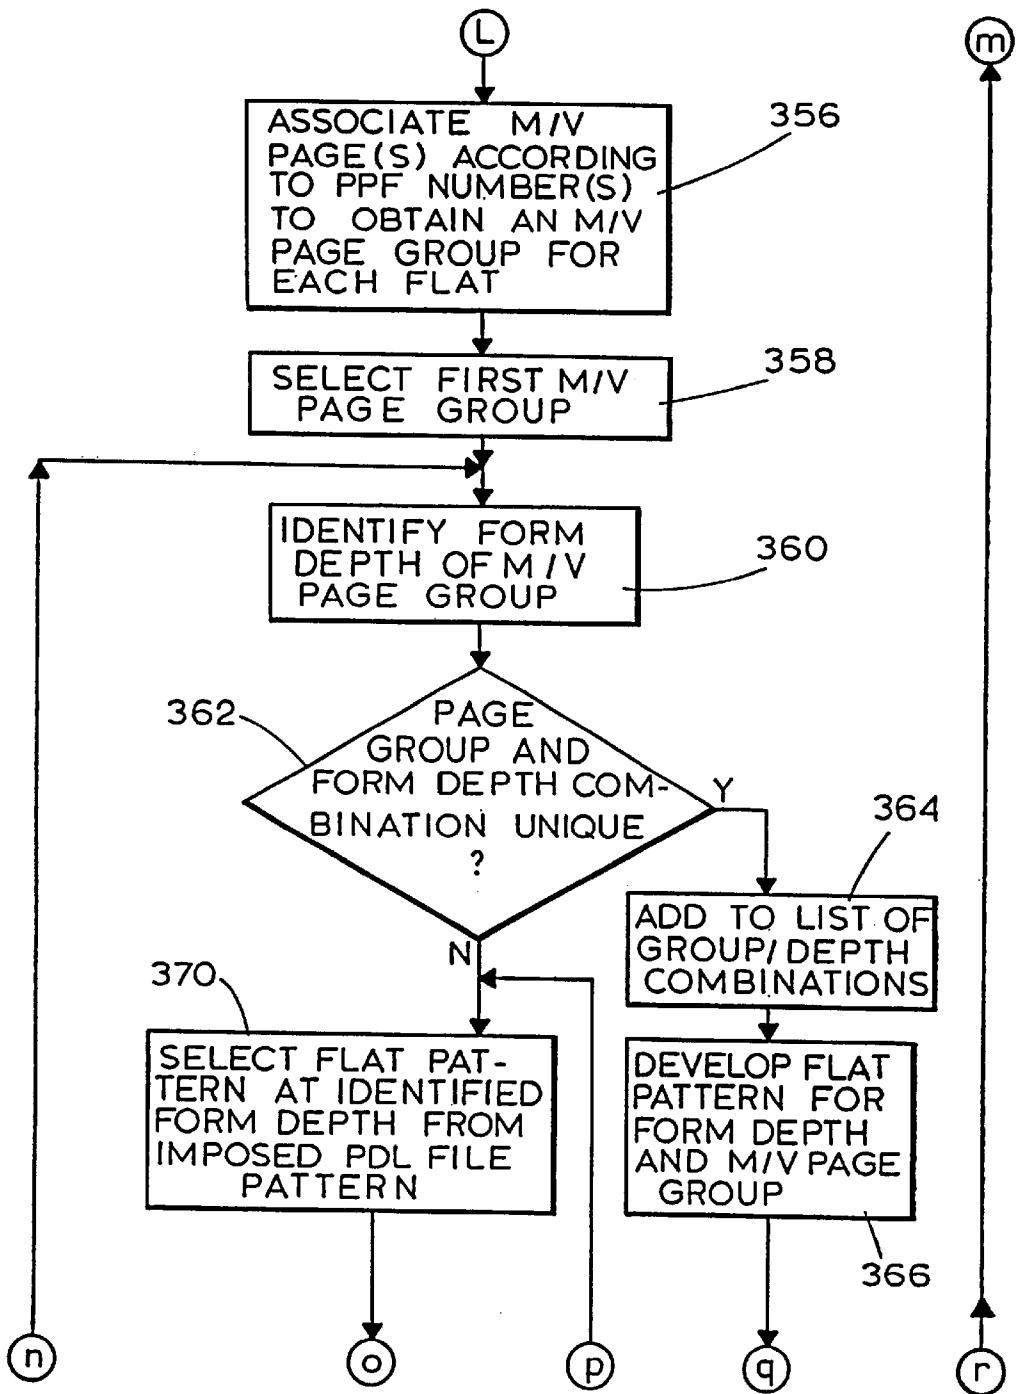 L
m
ASSOCIATE M/V
PAGE(S) ACCORDING
TO PPF NUMBER(S)
TO OBTAIN AN M/V
PAGE GROUP FOR
EACH FLAT
356
SELECT FIRST M/V
PAGE GROUP
358
IDENTIFY FORM
DEPTH OF M/V
PAGE GROUP
360
362
PAGE
GROUP AND
FORM DEPTH COM-
BINATION UNIQUE
?
Y
N
364
ADD TO LIST OF
GROUP/DEPTH
COMBINATIONS
370
SELECT FLAT PAT-
TERN AT IDENTIFIED
FORM DEPTH FROM
IMPOSED PDL FILE
PATTERN
DEVELOP FLAT
PATTERN FOR
FORM DEPTH
AND M/V PAGE
GROUP
366
n
o
p
q
r